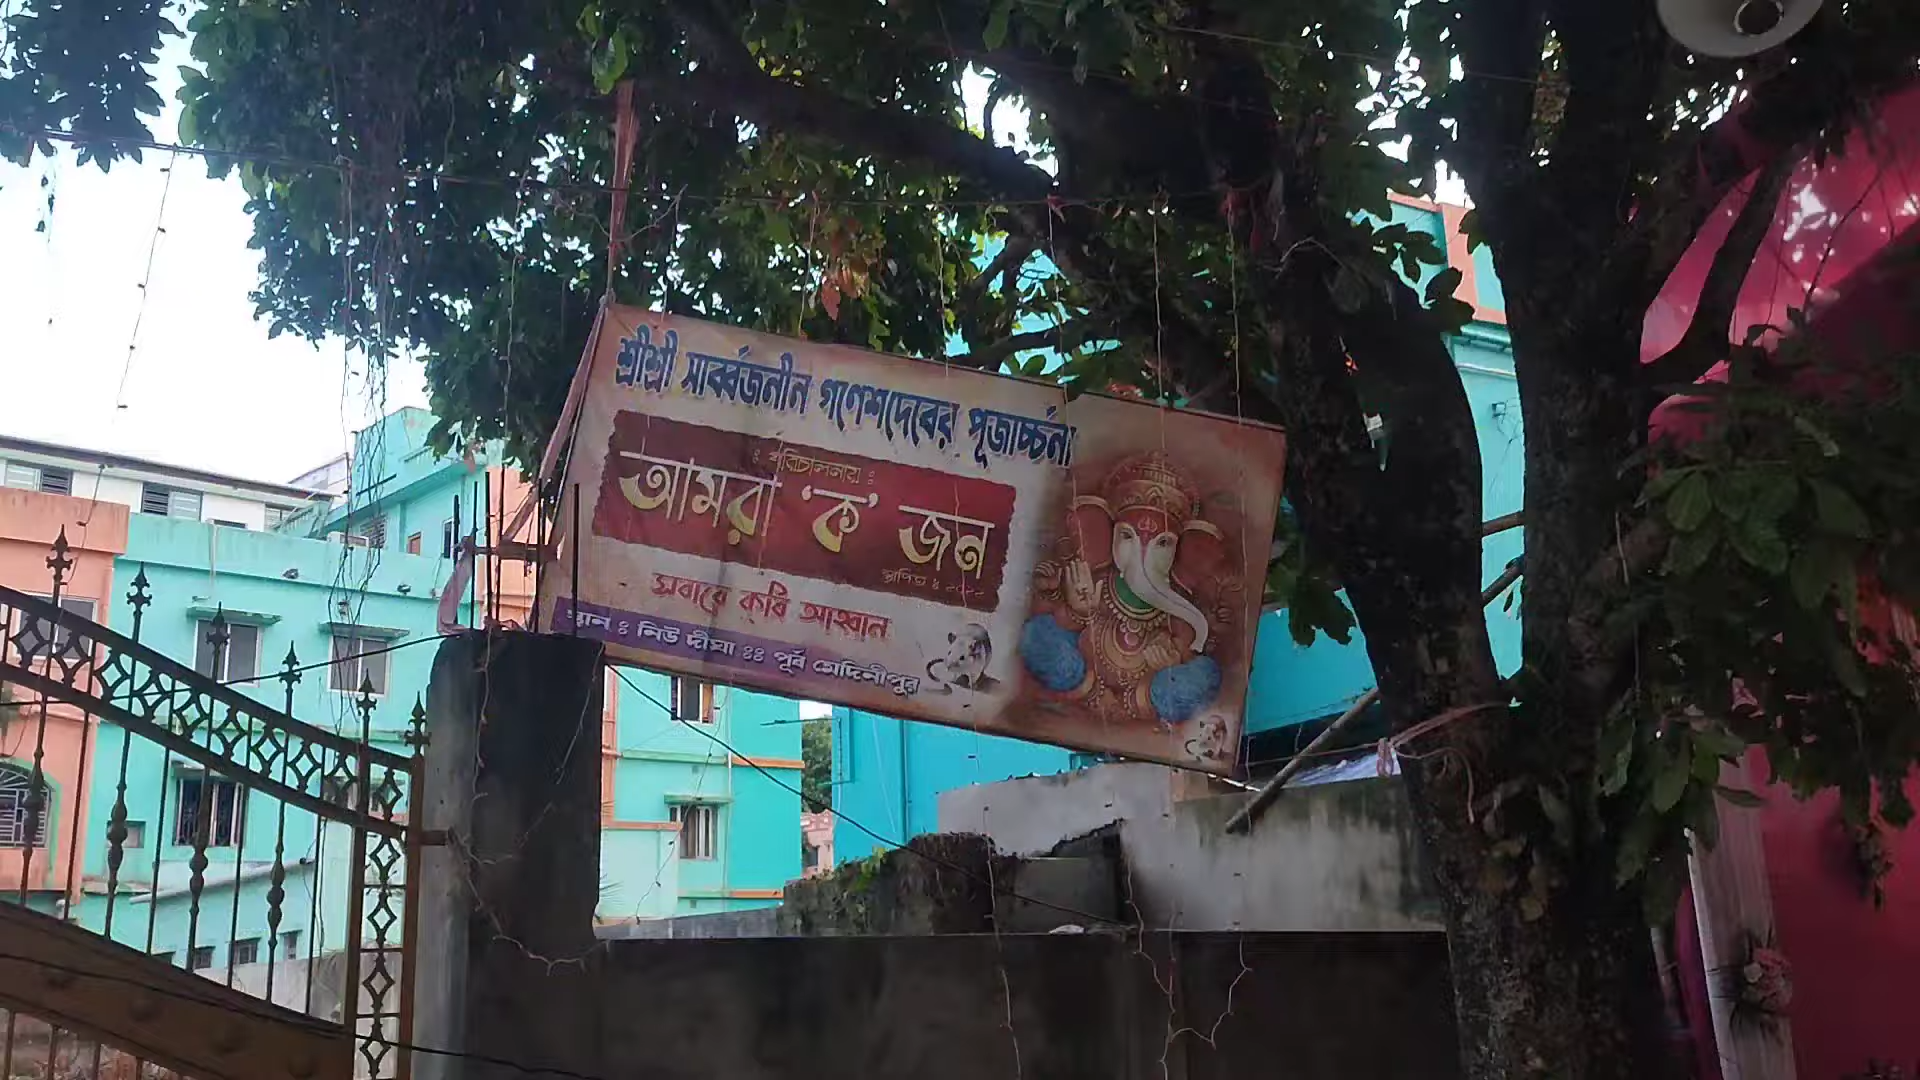 শ্রীশ্রী সার্ব্বজনীন গণেশদেবের পূজার্চ্চনা
: পরিচালনায় :
আমরা ‘ক’ জন
স্থাপিত ঃ
সবারে করি আহ্বান
স্থান ঃ নিউ দীঘা ঃঃ পূর্ব মেদিনীপুর